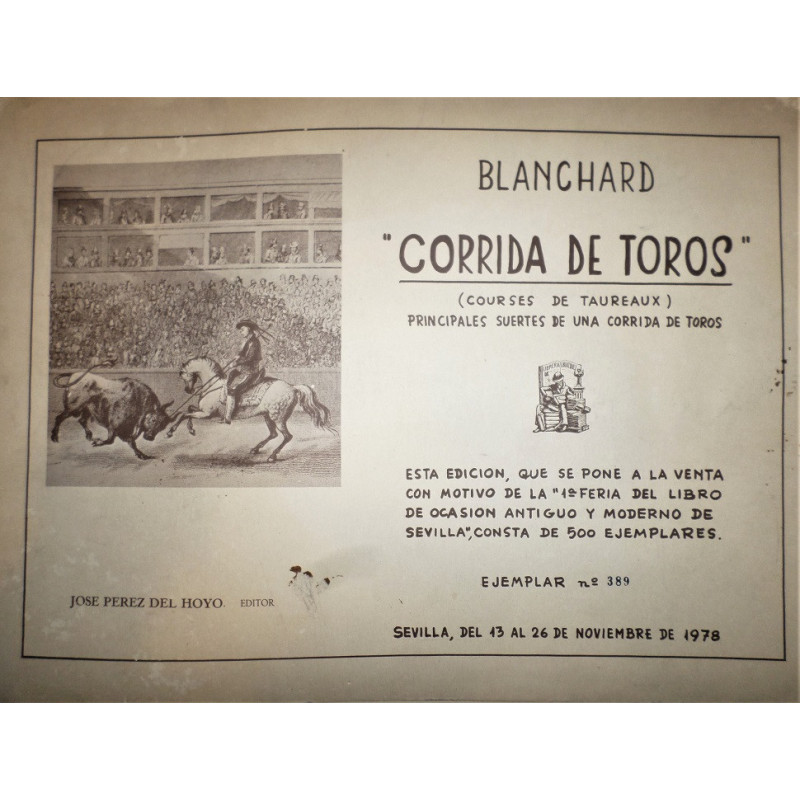 BLANCHARD
"CORRIDA DE TOROS"
(COURSES DE TAUREAUX)
PRINCIPALES SUERTES DE UNA CORRIDA DE TOROS
ESTA EDICION, QUE SE PONE A LA VENTA
CON MOTIVO DE LA "1ª FERIA DEL LIBRO
DE OCASION ANTIGUO Y MODERNO DE
SEVILLA", CONSTA DE 500 EJEMPLARES.
EJEMPLAR nº 389
SEVILLA, DEL 13 AL 26 DE NOVIEMBRE DE 1978
JOSE PEREZ DEL HOYO. EDITOR